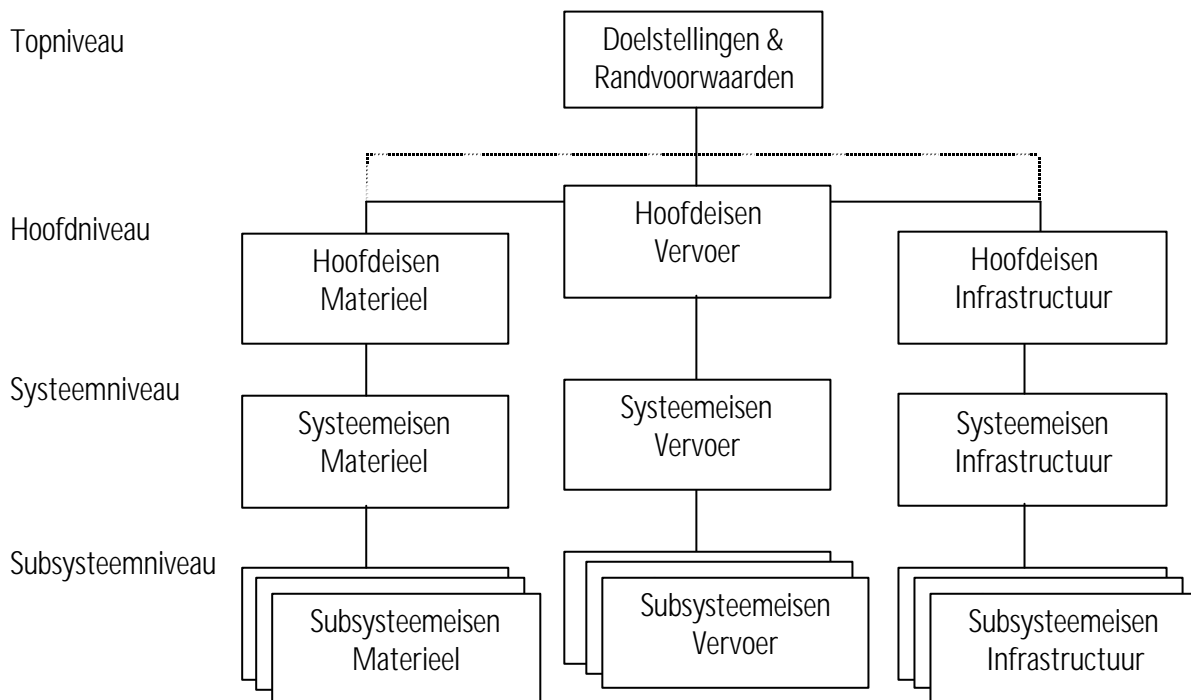 Topniveau
Doelstellingen &
Randvoorwaarden
Hoofdniveau
Hoofdeisen
Materieel
Hoofdeisen
Vervoer
Hoofdeisen
Infrastructuur
Systeemniveau
Systeemeisen
Materieel
Systeemeisen
Vervoer
Systeemeisen
Infrastructuur
Subsysteemniveau
Subsysteemeisen
Materieel
Subsysteemeisen
Vervoer
Subsysteemeisen
Infrastructuur